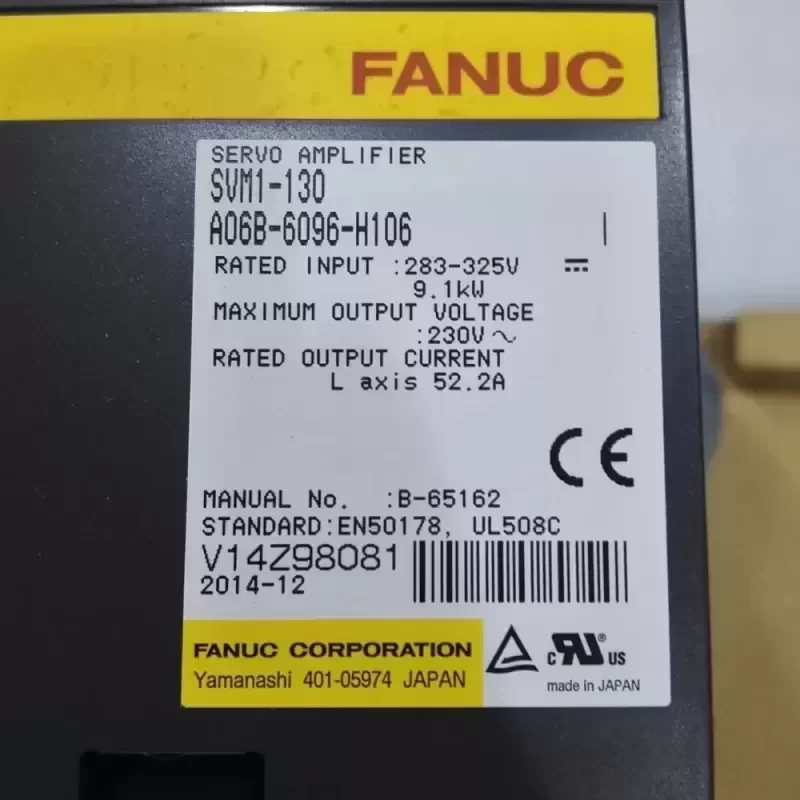 FANUC
SERVO AMPLIFIER
SVM1-130
A06B-6096-H106 I
RATED INPUT :283-325V ⎓
9.1kW
MAXIMUM OUTPUT VOLTAGE
:230V～
RATED OUTPUT CURRENT
L axis 52.2A
CE
MANUAL No. :B-65162
STANDARD:EN50178, UL508C
V14Z98081
2014-12
FANUC CORPORATION
Yamanashi 401-05974 JAPAN
c RU® US
made in JAPAN